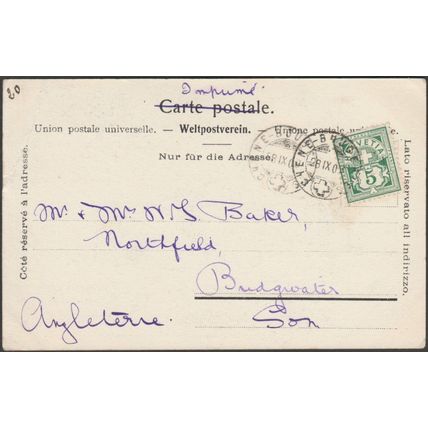 20
Imprimé
Carte postale.
Union postale universelle. — Weltpostverein. — Unione postale universale.
Nur für die Adresse.
Côté réservé à l'adresse.
Lato riservato all indirizzo.
HELVETIA
5
Mr. & Mrs W. S. Baker,
Northfield,
Bridgwater
Som
Angleterre.